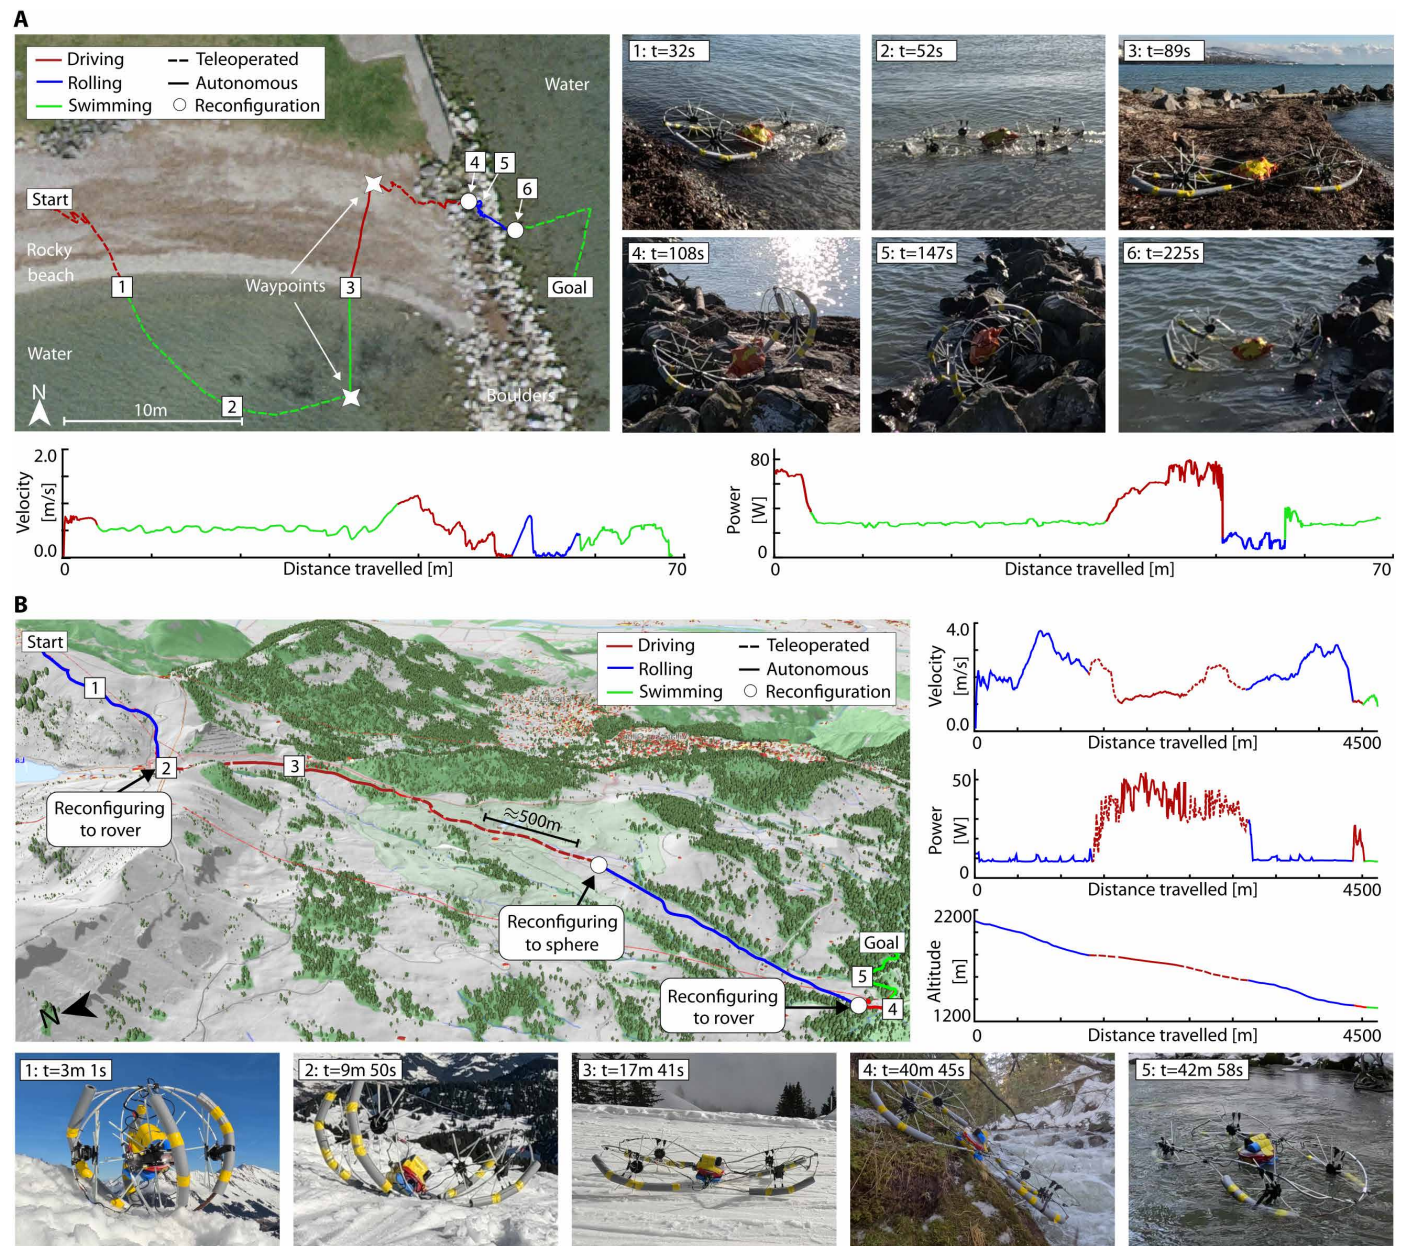 A
Driving
Teleoperated
Rolling
Autonomous
Swimming
Reconfiguration
Water
4
5
6
Start
Rocky
beach
1
Waypoints
3
Goal
Water
N
10m
2
Boulders
1: t=32s
2: t=52s
3: t=89s
4: t=108s
5: t=147s
6: t=225s
2.0
Velocity
[m/s]
0.0
0
Distance travelled [m]
70
80
Power
[W]
0
0
Distance travelled [m]
70
B
Start
1
2
3
Reconfiguring
to rover
≈500m
Driving
Teleoperated
Rolling
Autonomous
Swimming
Reconfiguration
Reconfiguring
to sphere
Goal
5
Reconfiguring
to rover
4
N
4.0
Velocity
[m/s]
0.0
0
Distance travelled [m]
4500
50
Power
[W]
0
0
Distance travelled [m]
4500
2200
Altitude
[m]
1200
0
Distance travelled [m]
4500
1: t=3m 1s
2: t=9m 50s
3: t=17m 41s
4: t=40m 45s
5: t=42m 58s